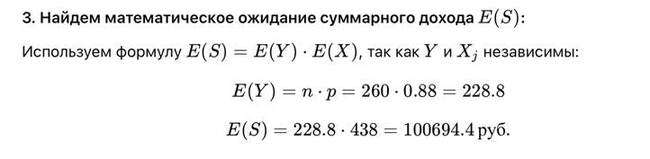 3. Найдем математическое ожидание суммарного дохода E(S):
Используем формулу E(S) = E(Y) · E(X), так как Y и X_j независимы:
E(Y) = n · p = 260 · 0.88 = 228.8
E(S) = 228.8 · 438 = 100694.4 руб.